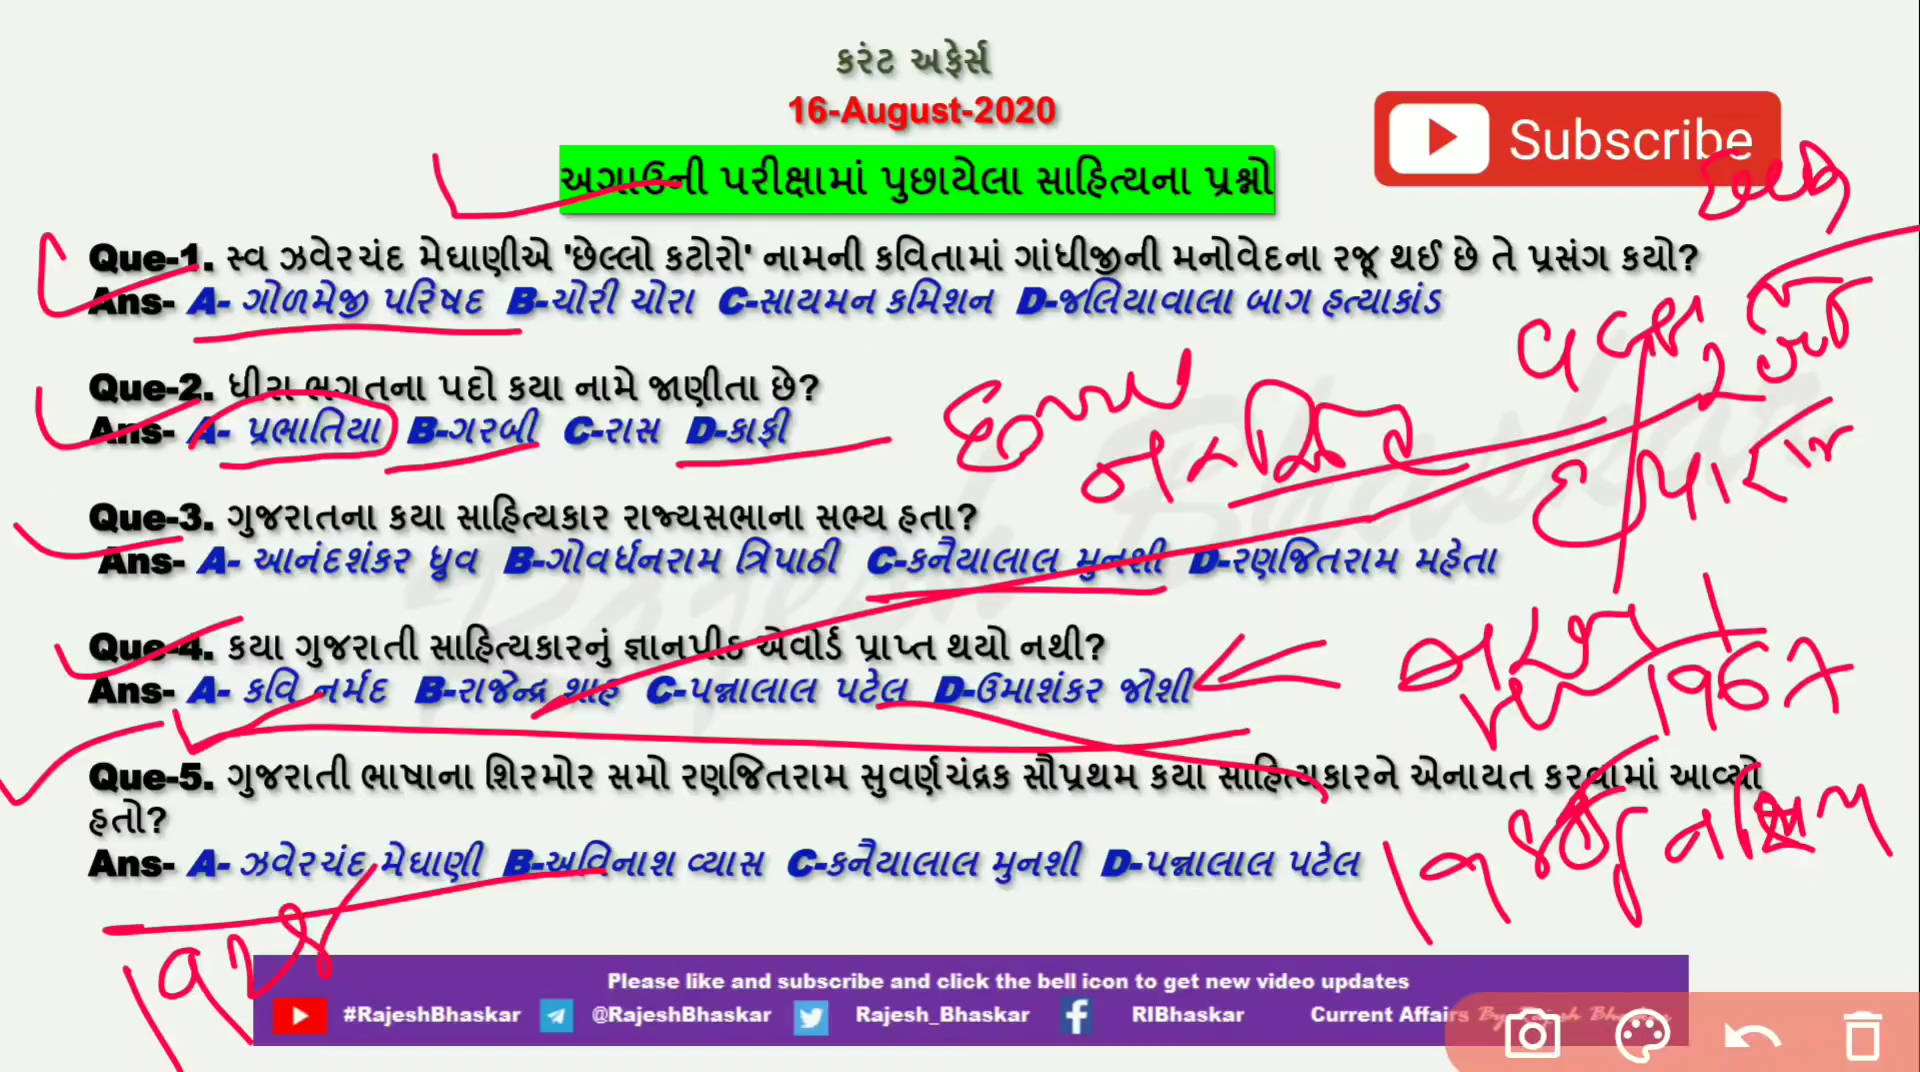 કરંટ અફેર્સ
16-August-2020
Subscribe
અગાઉની પરીક્ષામાં પુછાયેલા સાહિત્યના પ્રશ્નો
Que-1. સ્વ ઝવેરચંદ મેઘાણીએ 'છેલ્લો કટોરો' નામની કવિતામાં ગાંધીજીની મનોવેદના રજૂ થઈ છે તે પ્રસંગ કયો?
Ans- A- ગોળમેજી પરિષદ B-ચોરી ચોરા C-સાયમન કમિશન D-જલિયાવાલા બાગ હત્યાકાંડ
Que-2. ધીરા ભગતના પદો કયા નામે જાણીતા છે?
Ans- A- પ્રભાતિયા B-ગરબી C-રાસ D-કાફી
Que-3. ગુજરાતના કયા સાહિત્યકાર રાજ્યસભાના સભ્ય હતા?
Ans- A- આનંદશંકર ધ્રુવ B-ગોવર્ધનરામ ત્રિપાઠી C-કનૈયાલાલ મુનશી D-રણજિતરામ મહેતા
Que-4. કયા ગુજરાતી સાહિત્યકારનું જ્ઞાનપીઠ એવોર્ડ પ્રાપ્ત થયો નથી?
Ans- A- કવિ નર્મદ B-રાજેન્દ્ર શાહ C-પન્નાલાલ પટેલ D-ઉમાશંકર જોશી
1967
Que-5. ગુજરાતી ભાષાના શિરમોર સમો રણજિતરામ સુવર્ણચંદ્રક સૌપ્રથમ કયા સાહિત્યકારને એનાયત કરવામાં આવ્યો
હતો?
Ans- A- ઝવેરચંદ મેઘાણી B-અવિનાશ વ્યાસ C-કનૈયાલાલ મુનશી D-પન્નાલાલ પટેલ
Please like and subscribe and click the bell icon to get new video updates
#RajeshBhaskar @RajeshBhaskar Rajesh_Bhaskar RIBhaskar Current Affairs By Rajesh Bhaskar